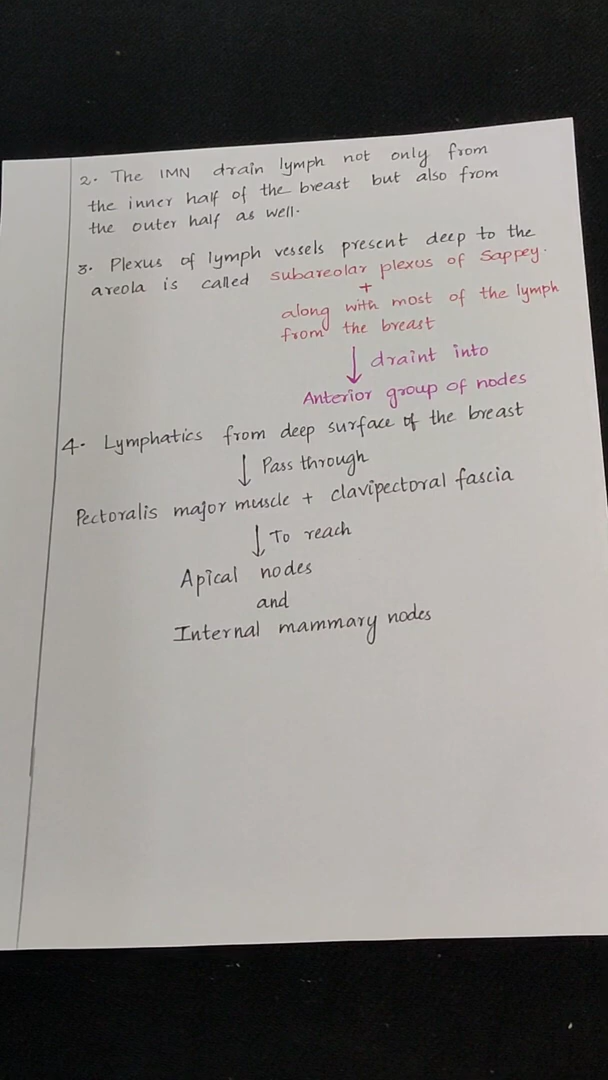 2. The IMN drain lymph not only from
the inner half of the breast but also from
the outer half as well.
3. Plexus of lymph vessels present deep to the
areola is called subareolar plexus of Sappey.
+
along with most of the lymph
from the breast
↓ draint into
Anterior group of nodes
4. Lymphatics from deep surface of the breast
↓ Pass through
Pectoralis major muscle + clavipectoral fascia
↓ To reach
Apical nodes
and
Internal mammary nodes